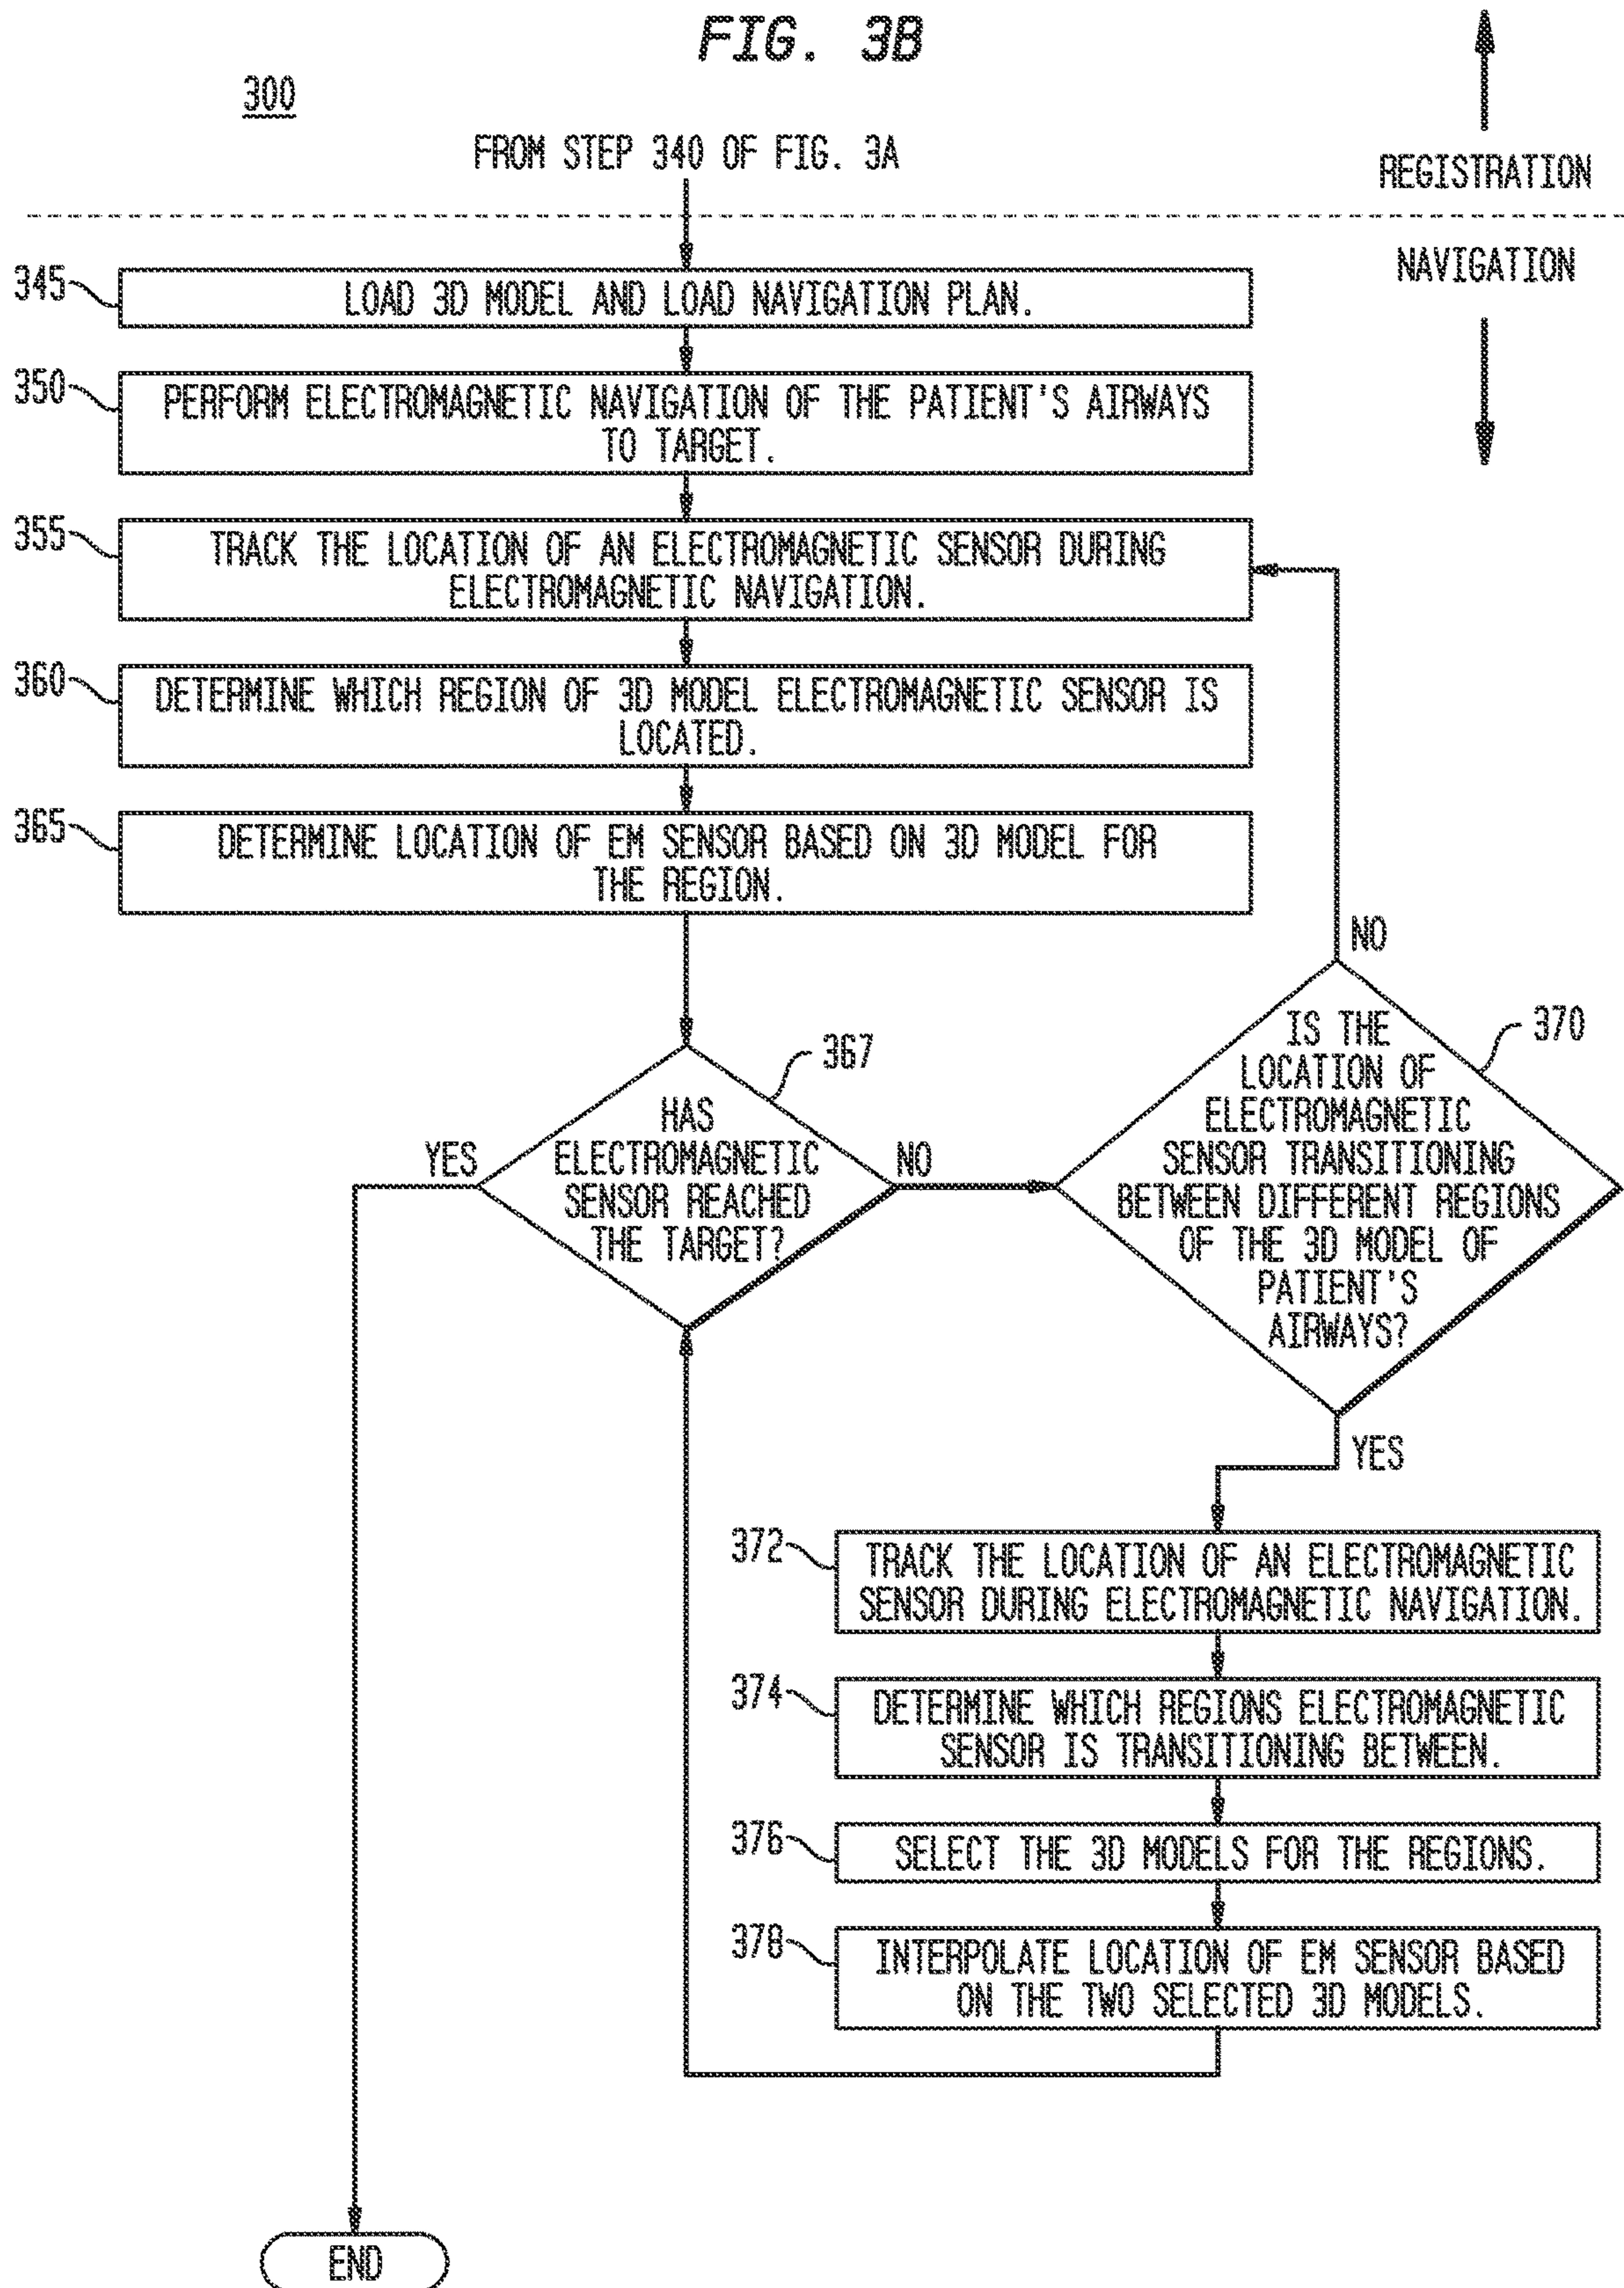 FIG. 3B
300
FROM STEP 340 OF FIG. 3A
REGISTRATION
NAVIGATION
345
LOAD 3D MODEL AND LOAD NAVIGATION PLAN.
350
PERFORM ELECTROMAGNETIC NAVIGATION OF THE PATIENT'S AIRWAYS
TO TARGET.
355
TRACK THE LOCATION OF AN ELECTROMAGNETIC SENSOR DURING
ELECTROMAGNETIC NAVIGATION.
360
DETERMINE WHICH REGION OF 3D MODEL ELECTROMAGNETIC SENSOR IS
LOCATED.
365
DETERMINE LOCATION OF EM SENSOR BASED ON 3D MODEL FOR
THE REGION.
367
HAS
ELECTROMAGNETIC
SENSOR REACHED
THE TARGET?
YES
NO
370
IS THE
LOCATION OF
ELECTROMAGNETIC
SENSOR TRANSITIONING
BETWEEN DIFFERENT REGIONS
OF THE 3D MODEL OF
PATIENT'S
AIRWAYS?
NO
YES
372
TRACK THE LOCATION OF AN ELECTROMAGNETIC
SENSOR DURING ELECTROMAGNETIC NAVIGATION.
374
DETERMINE WHICH REGIONS ELECTROMAGNETIC
SENSOR IS TRANSITIONING BETWEEN.
376
SELECT THE 3D MODELS FOR THE REGIONS.
378
INTERPOLATE LOCATION OF EM SENSOR BASED
ON THE TWO SELECTED 3D MODELS.
END